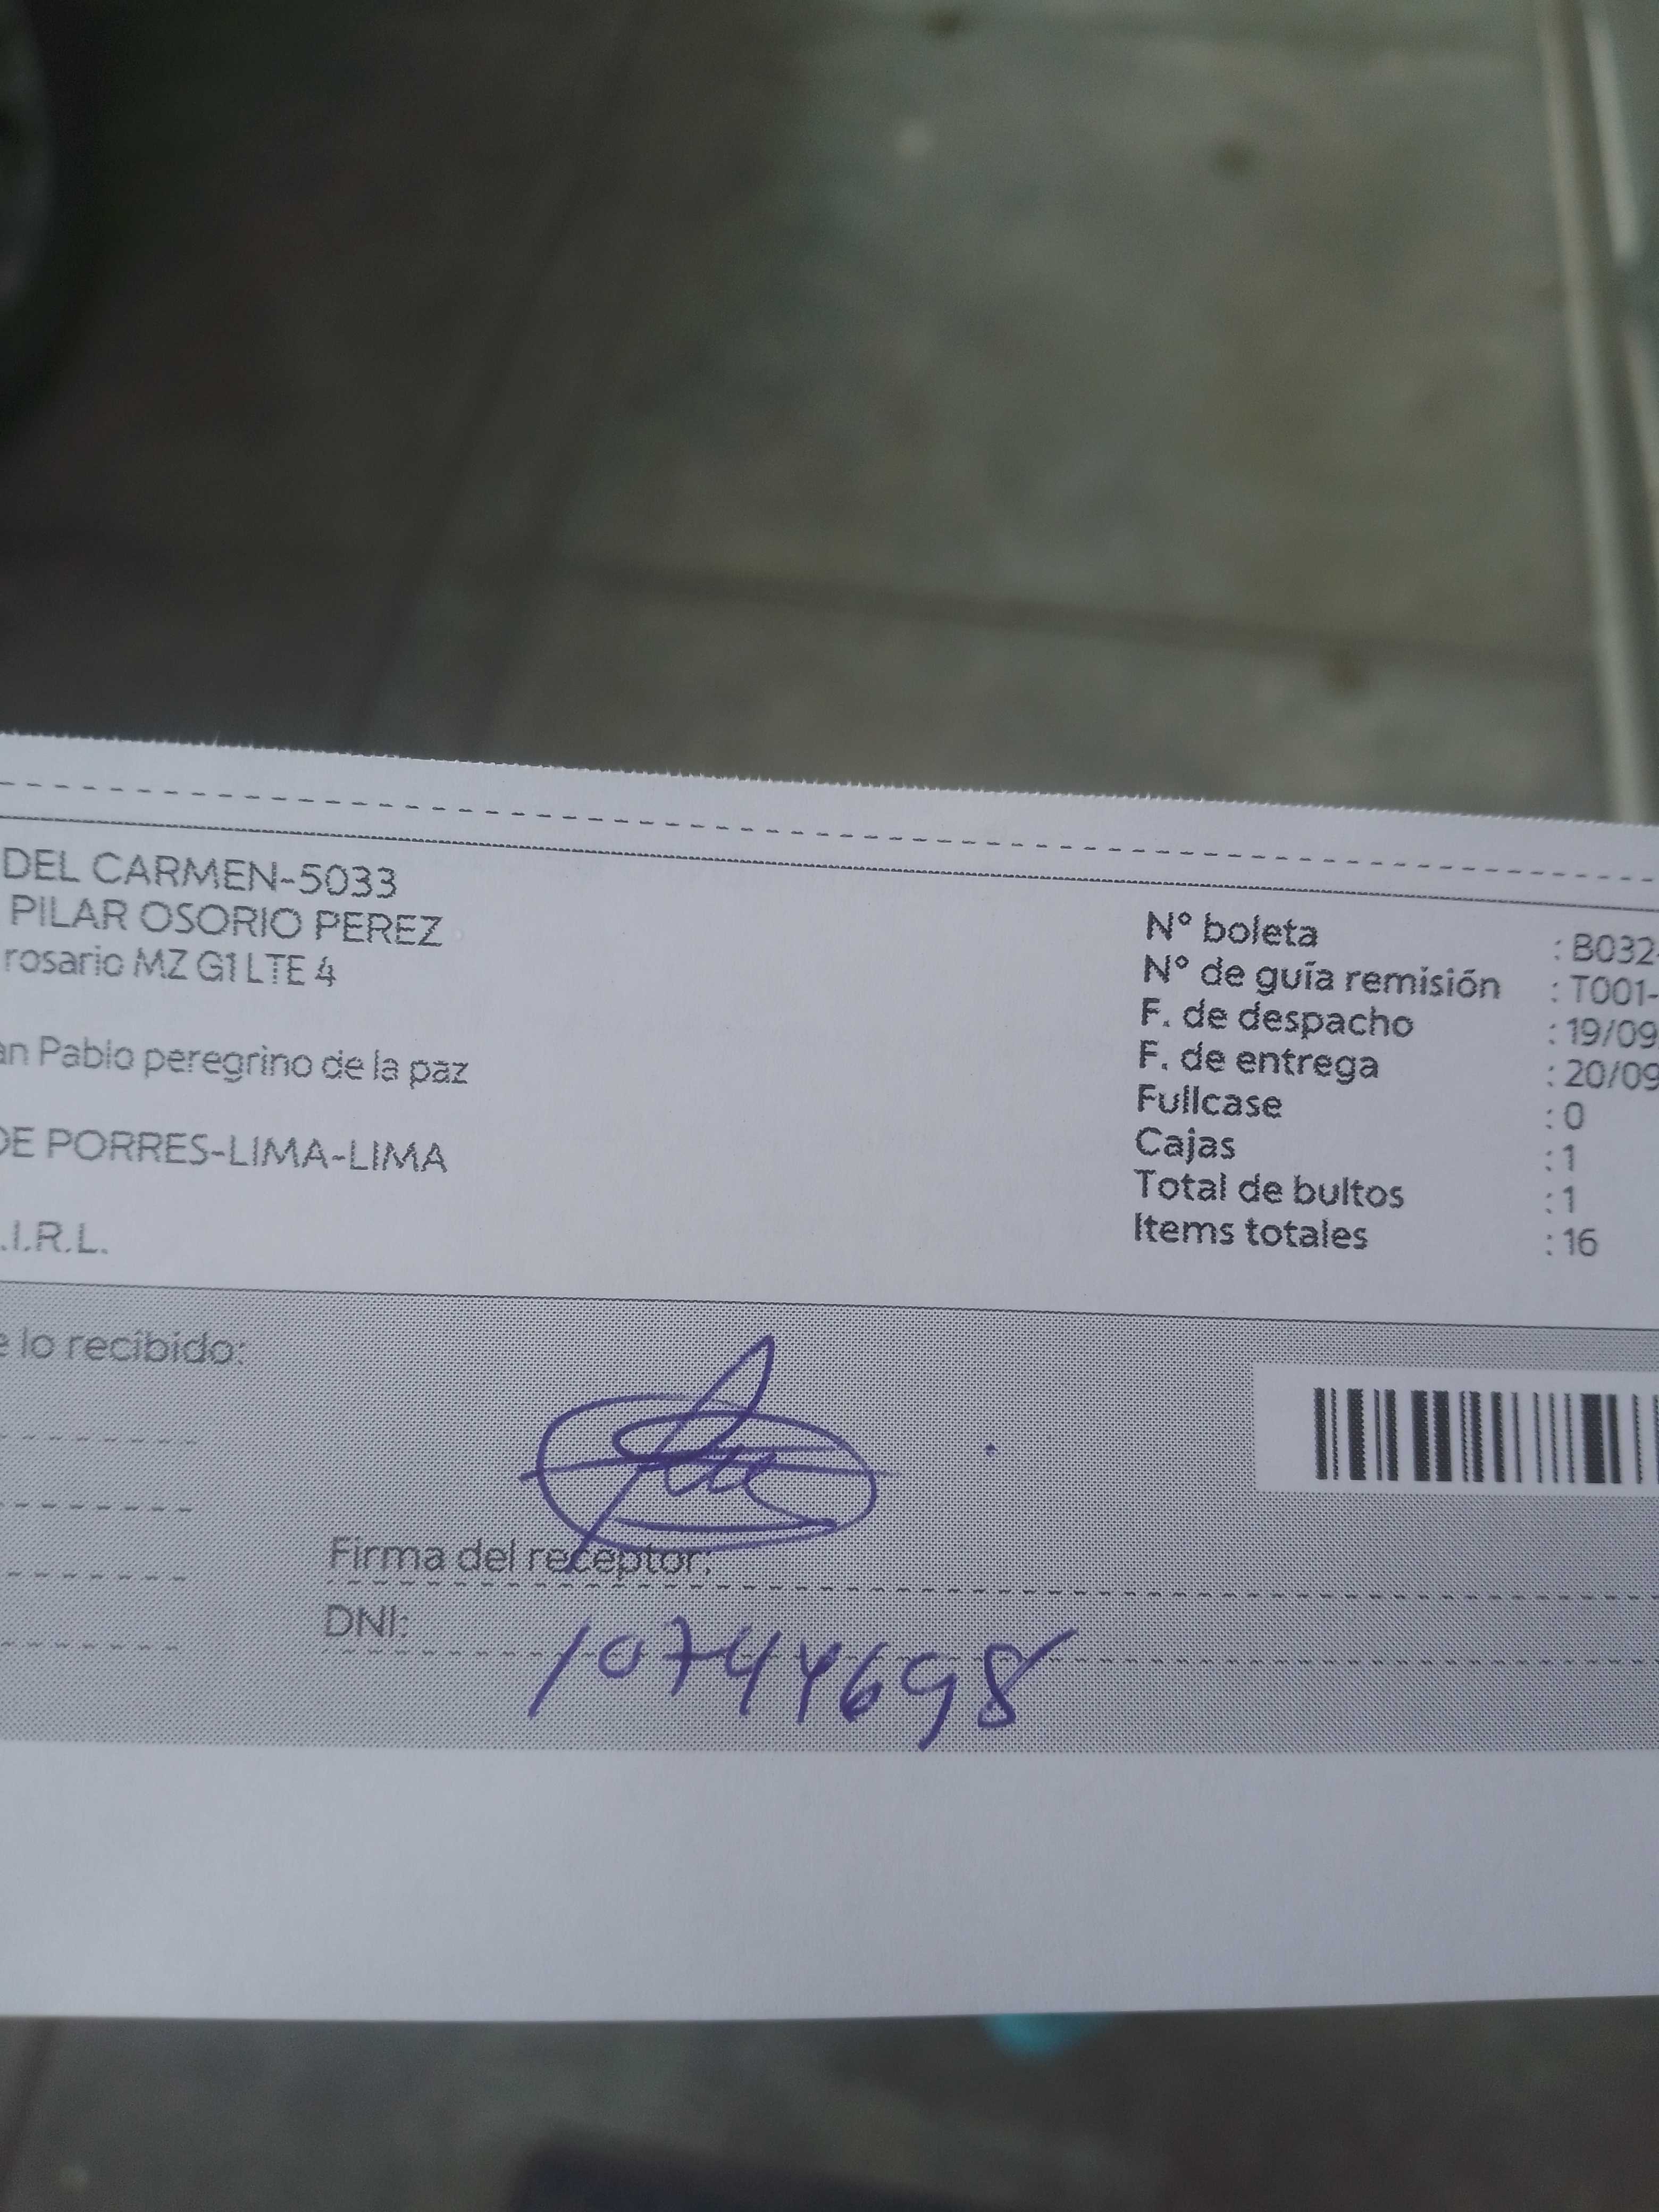 DEL CARMEN-5033
PILAR OSORIO PEREZ
rosario MZ G1 LTE 4
an Pablo peregrino de la paz
DE PORRES-LIMA-LIMA
.I.R.L.
N° boleta : B032-
N° de guía remisión : T001-
F. de despacho : 19/09
F. de entrega : 20/09
Fullcase : 0
Cajas : 1
Total de bultos : 1
Items totales : 16
e lo recibido:
Firma del receptor:
DNI: 10744698